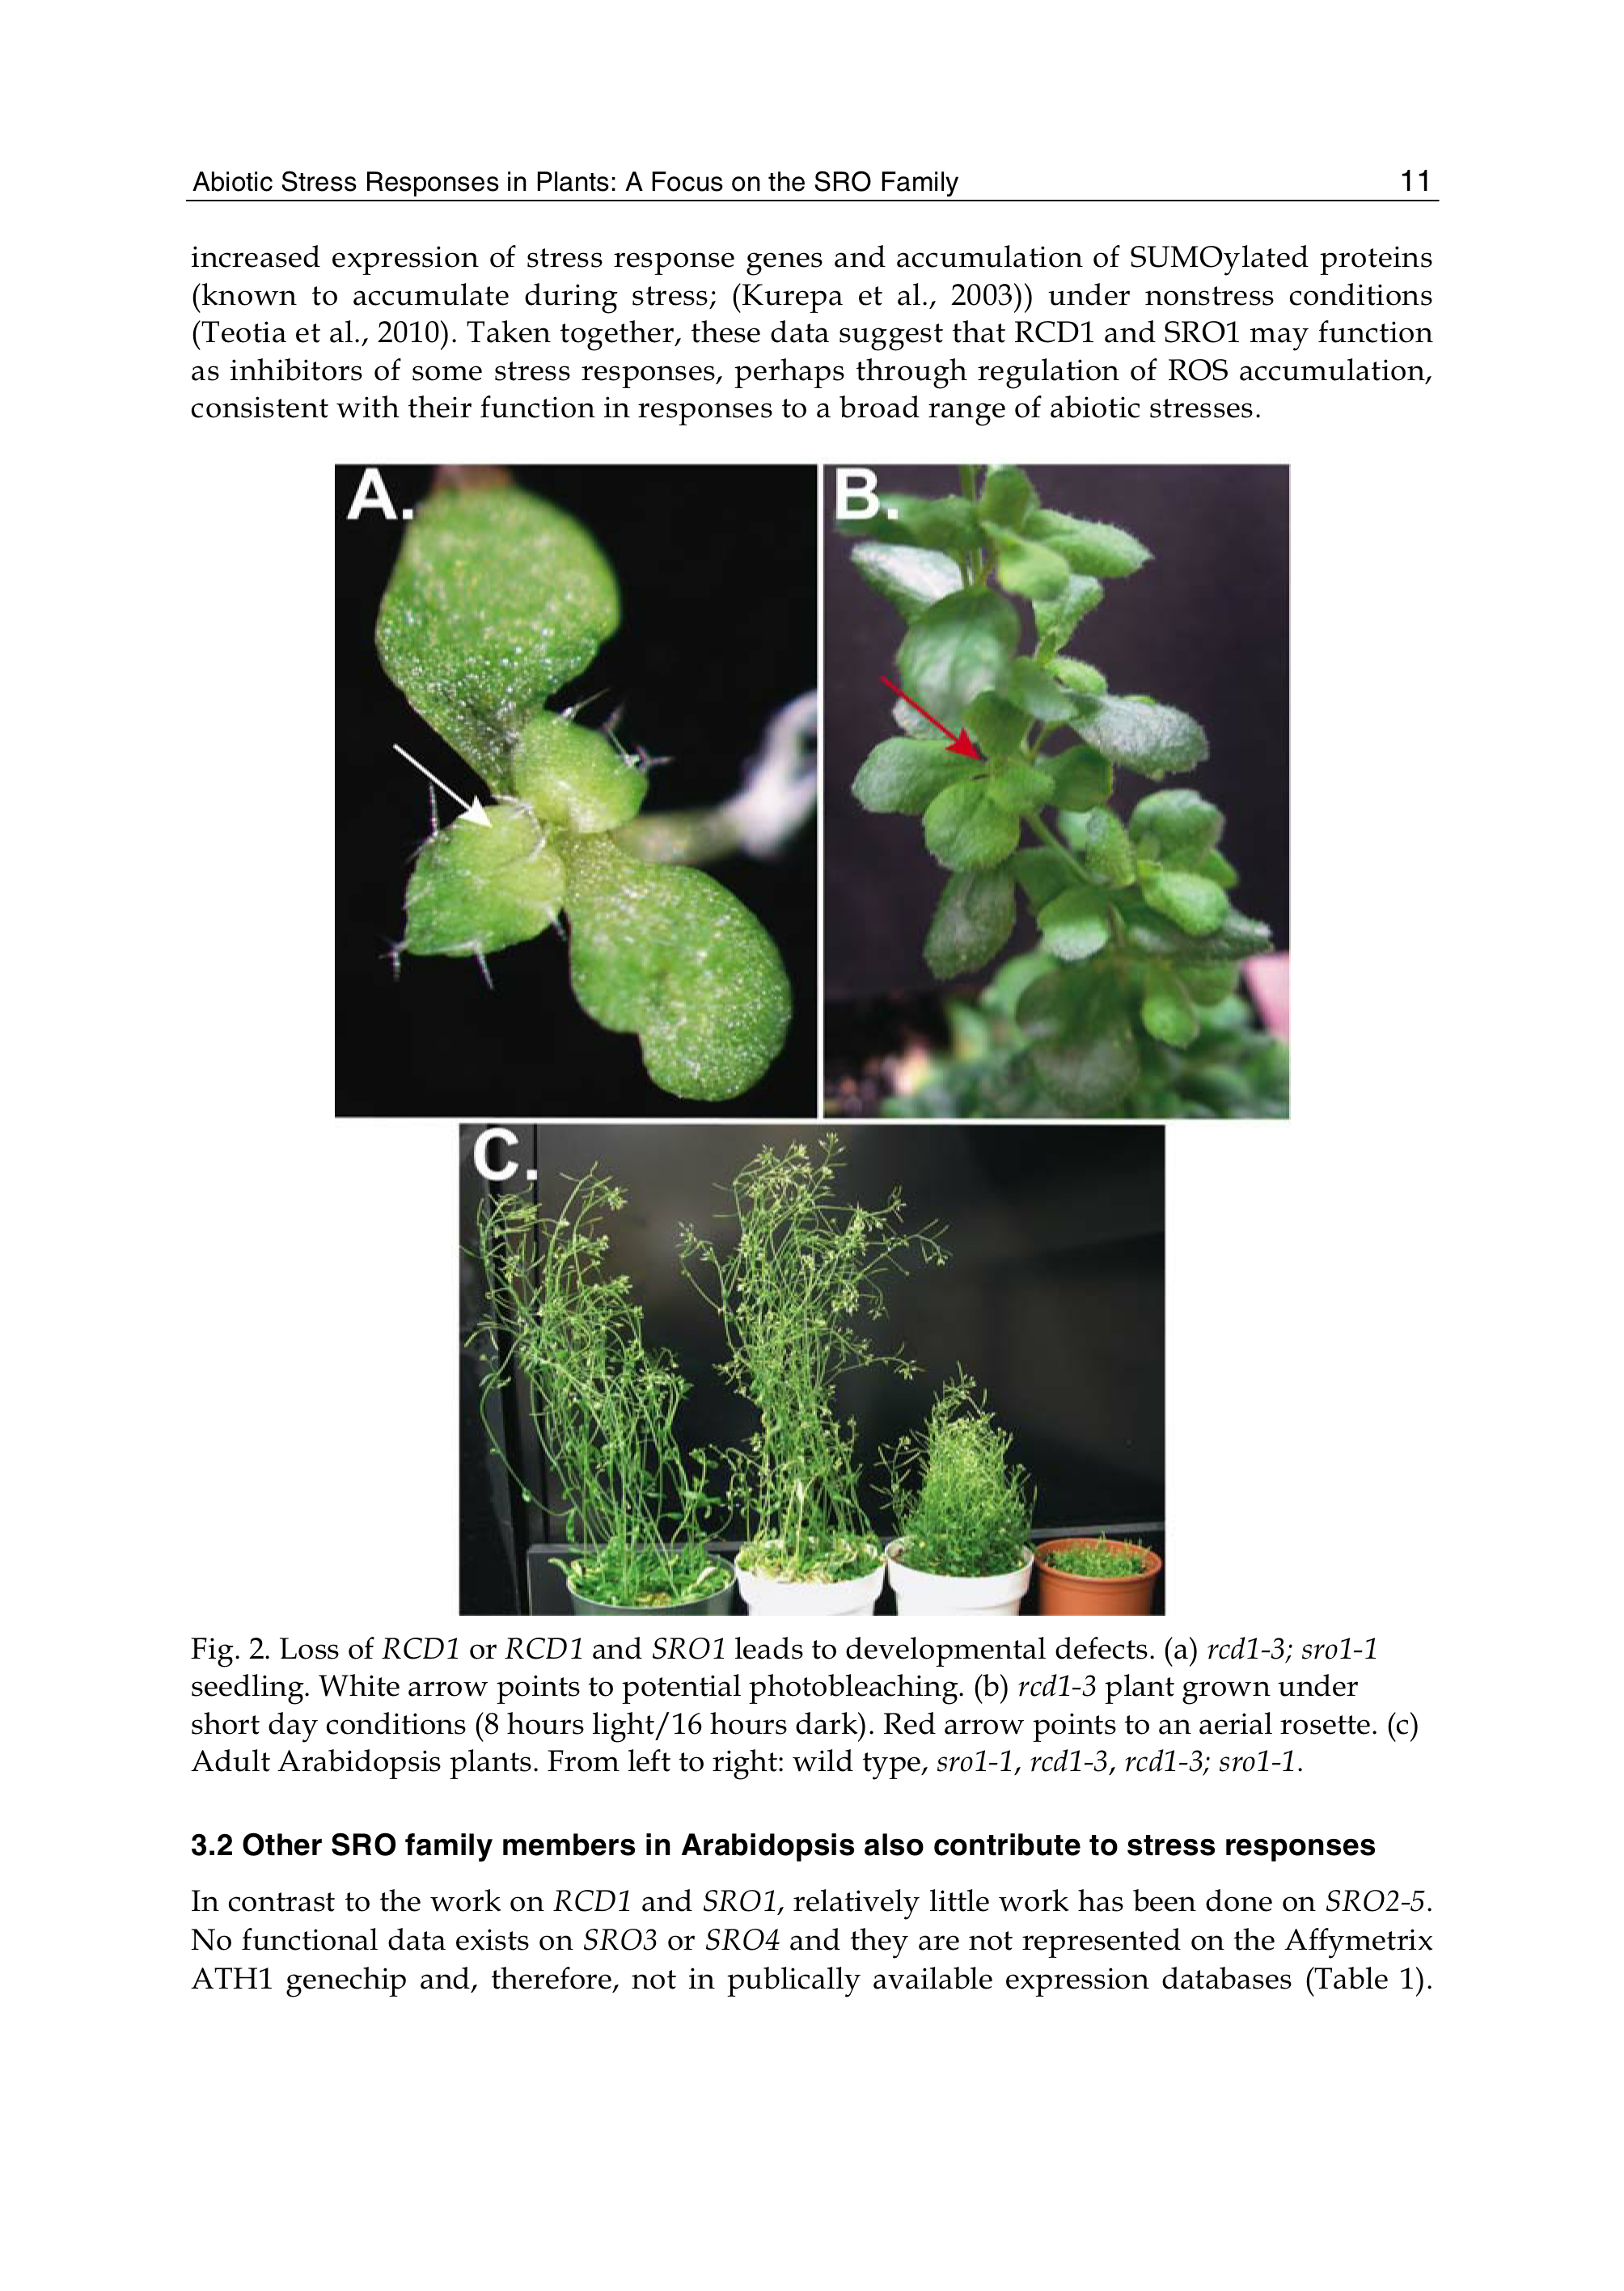 Abiotic Stress Responses in Plants: A Focus on the SRO Family 11
increased expression of stress response genes and accumulation of SUMOylated proteins
(known to accumulate during stress; (Kurepa et al., 2003)) under nonstress conditions
(Teotia et al., 2010). Taken together, these data suggest that RCD1 and SRO1 may function
as inhibitors of some stress responses, perhaps through regulation of ROS accumulation,
consistent with their function in responses to a broad range of abiotic stresses.
A. B.
C.
Fig. 2. Loss of RCD1 or RCD1 and SRO1 leads to developmental defects. (a) rcd1-3; sro1-1
seedling. White arrow points to potential photobleaching. (b) rcd1-3 plant grown under
short day conditions (8 hours light/16 hours dark). Red arrow points to an aerial rosette. (c)
Adult Arabidopsis plants. From left to right: wild type, sro1-1, rcd1-3, rcd1-3; sro1-1.
3.2 Other SRO family members in Arabidopsis also contribute to stress responses
In contrast to the work on RCD1 and SRO1, relatively little work has been done on SRO2-5.
No functional data exists on SRO3 or SRO4 and they are not represented on the Affymetrix
ATH1 genechip and, therefore, not in publically available expression databases (Table 1).